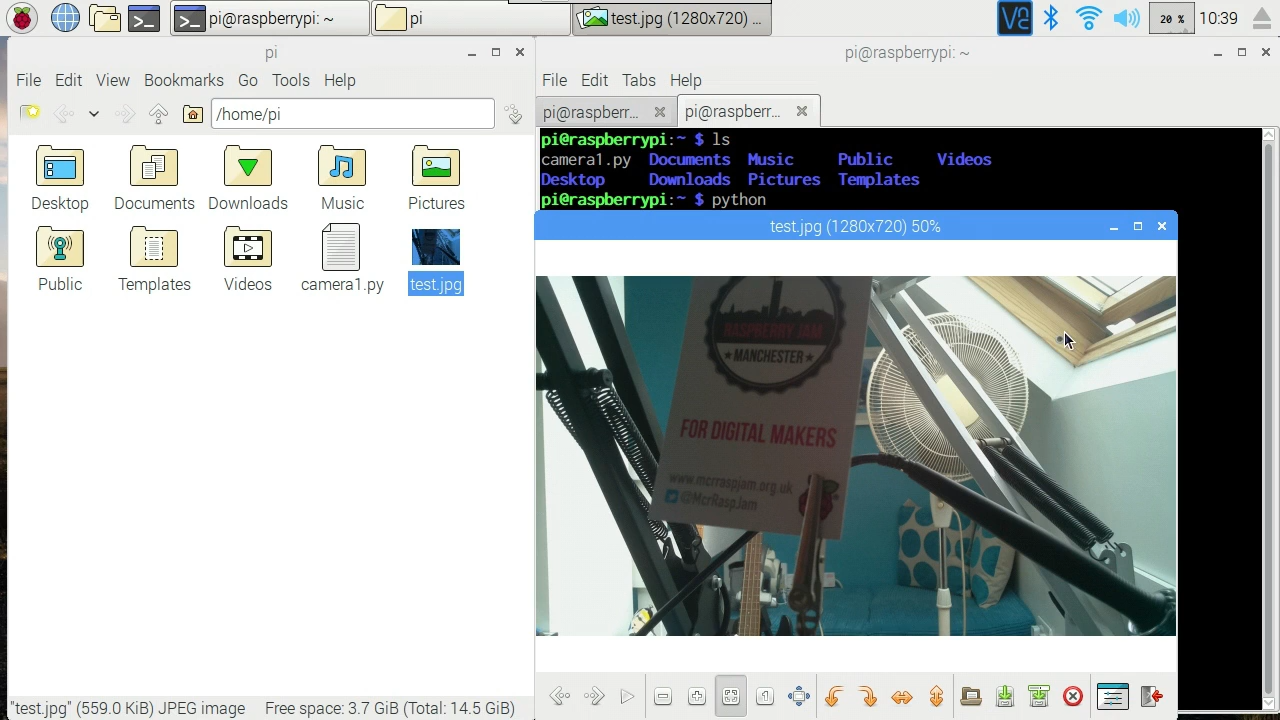 pi@raspberrypi: ~
pi
test.jpg (1280x720) ...
20 %
10:39
pi
File Edit View Bookmarks Go Tools Help
/home/pi
Desktop Documents Downloads Music Pictures
Public Templates Videos camera1.py test.jpg
"test.jpg" (559.0 KiB) JPEG image Free space: 3.7 GiB (Total: 14.5 GiB)
pi@raspberrypi: ~
File Edit Tabs Help
pi@raspberr... pi@raspberr...
pi@raspberrypi:~ $ ls
camera1.py Documents Music Public Videos
Desktop Downloads Pictures Templates
pi@raspberrypi:~ $ python
test.jpg (1280x720) 50%
RASPBERRY JAM
★MANCHESTER★
FOR DIGITAL MAKERS
www.mcrraspjam.org.uk
@McrRaspJam